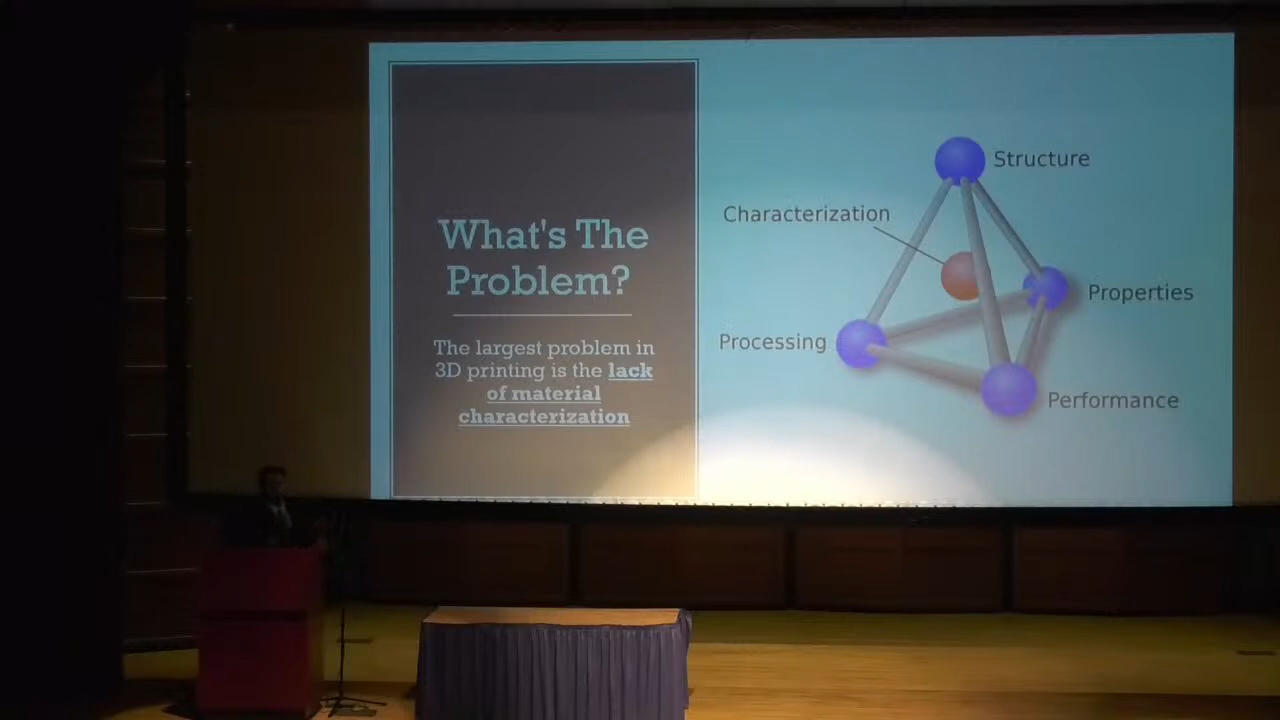 What's The
Problem?
The largest problem in
3D printing is the lack
of material
characterization
Structure
Characterization
Properties
Processing
Performance